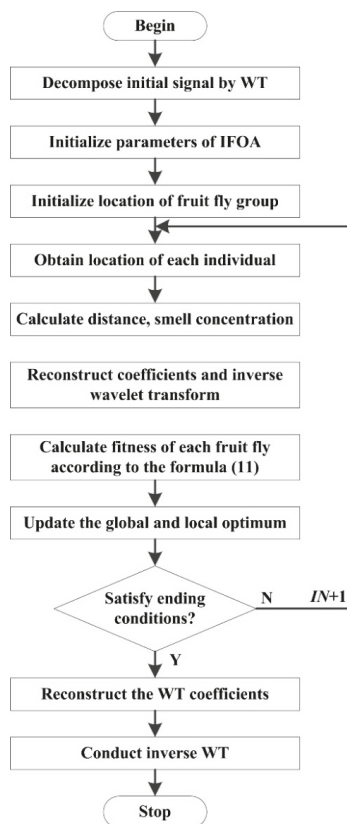 Begin
Decompose initial signal by WT
Initialize parameters of IFOA
Initialize location of fruit fly group
Obtain location of each individual
Calculate distance, smell concentration
Reconstruct coefficients and inverse
wavelet transform
Calculate fitness of each fruit fly
according to the formula (11)
Update the global and local optimum
Satisfy ending
conditions?
N
IN+1
Y
Reconstruct the WT coefficients
Conduct inverse WT
Stop